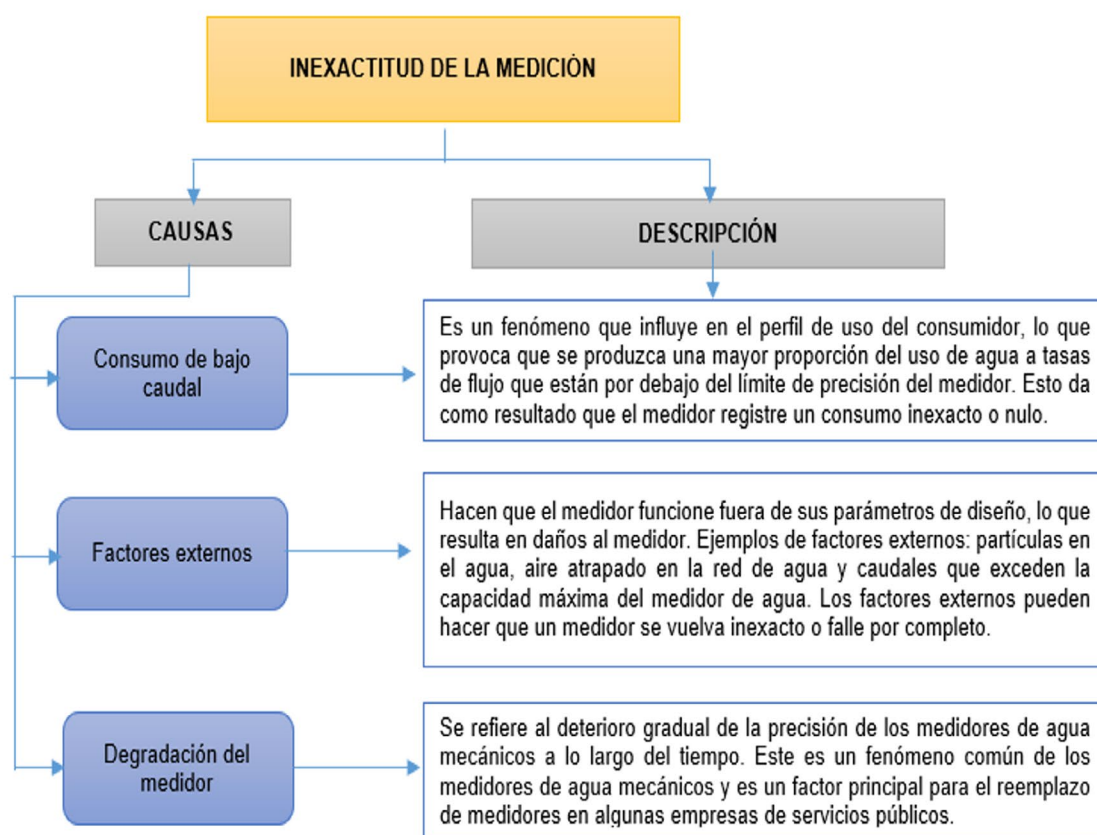 INEXACTITUD DE LA MEDICIÓN
CAUSAS
DESCRIPCIÓN
Consumo de bajo
caudal
Es un fenómeno que influye en el perfil de uso del consumidor, lo que
provoca que se produzca una mayor proporción del uso de agua a tasas
de flujo que están por debajo del límite de precisión del medidor. Esto da
como resultado que el medidor registre un consumo inexacto o nulo.
Factores externos
Hacen que el medidor funcione fuera de sus parámetros de diseño, lo que
resulta en daños al medidor. Ejemplos de factores externos: partículas en
el agua, aire atrapado en la red de agua y caudales que exceden la
capacidad máxima del medidor de agua. Los factores externos pueden
hacer que un medidor se vuelva inexacto o falle por completo.
Degradación del
medidor
Se refiere al deterioro gradual de la precisión de los medidores de agua
mecánicos a lo largo del tiempo. Este es un fenómeno común de los
medidores de agua mecánicos y es un factor principal para el reemplazo
de medidores en algunas empresas de servicios públicos.